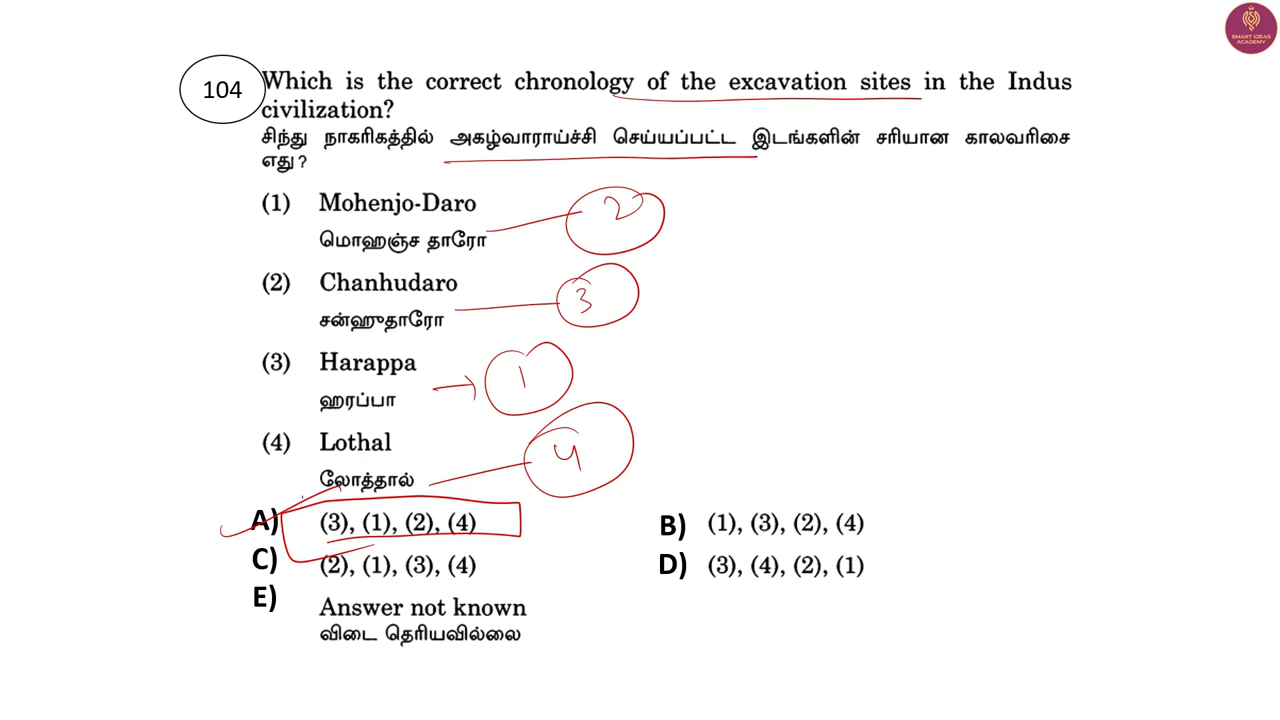 SMART IDEAS
ACADEMY
104
Which is the correct chronology of the excavation sites in the Indus
civilization?
சிந்து நாகரிகத்தில் அகழ்வாராய்ச்சி செய்யப்பட்ட இடங்களின் சரியான காலவரிசை
எது?
(1) Mohenjo-Daro
மொஹஞ்ச தாரோ
2
(2) Chanhudaro
சன்ஹுதாரோ
3
(3) Harappa
ஹரப்பா
1
(4) Lothal
லோத்தால்
4
A) (3), (1), (2), (4) B) (1), (3), (2), (4)
C) (2), (1), (3), (4) D) (3), (4), (2), (1)
E) Answer not known
விடை தெரியவில்லை